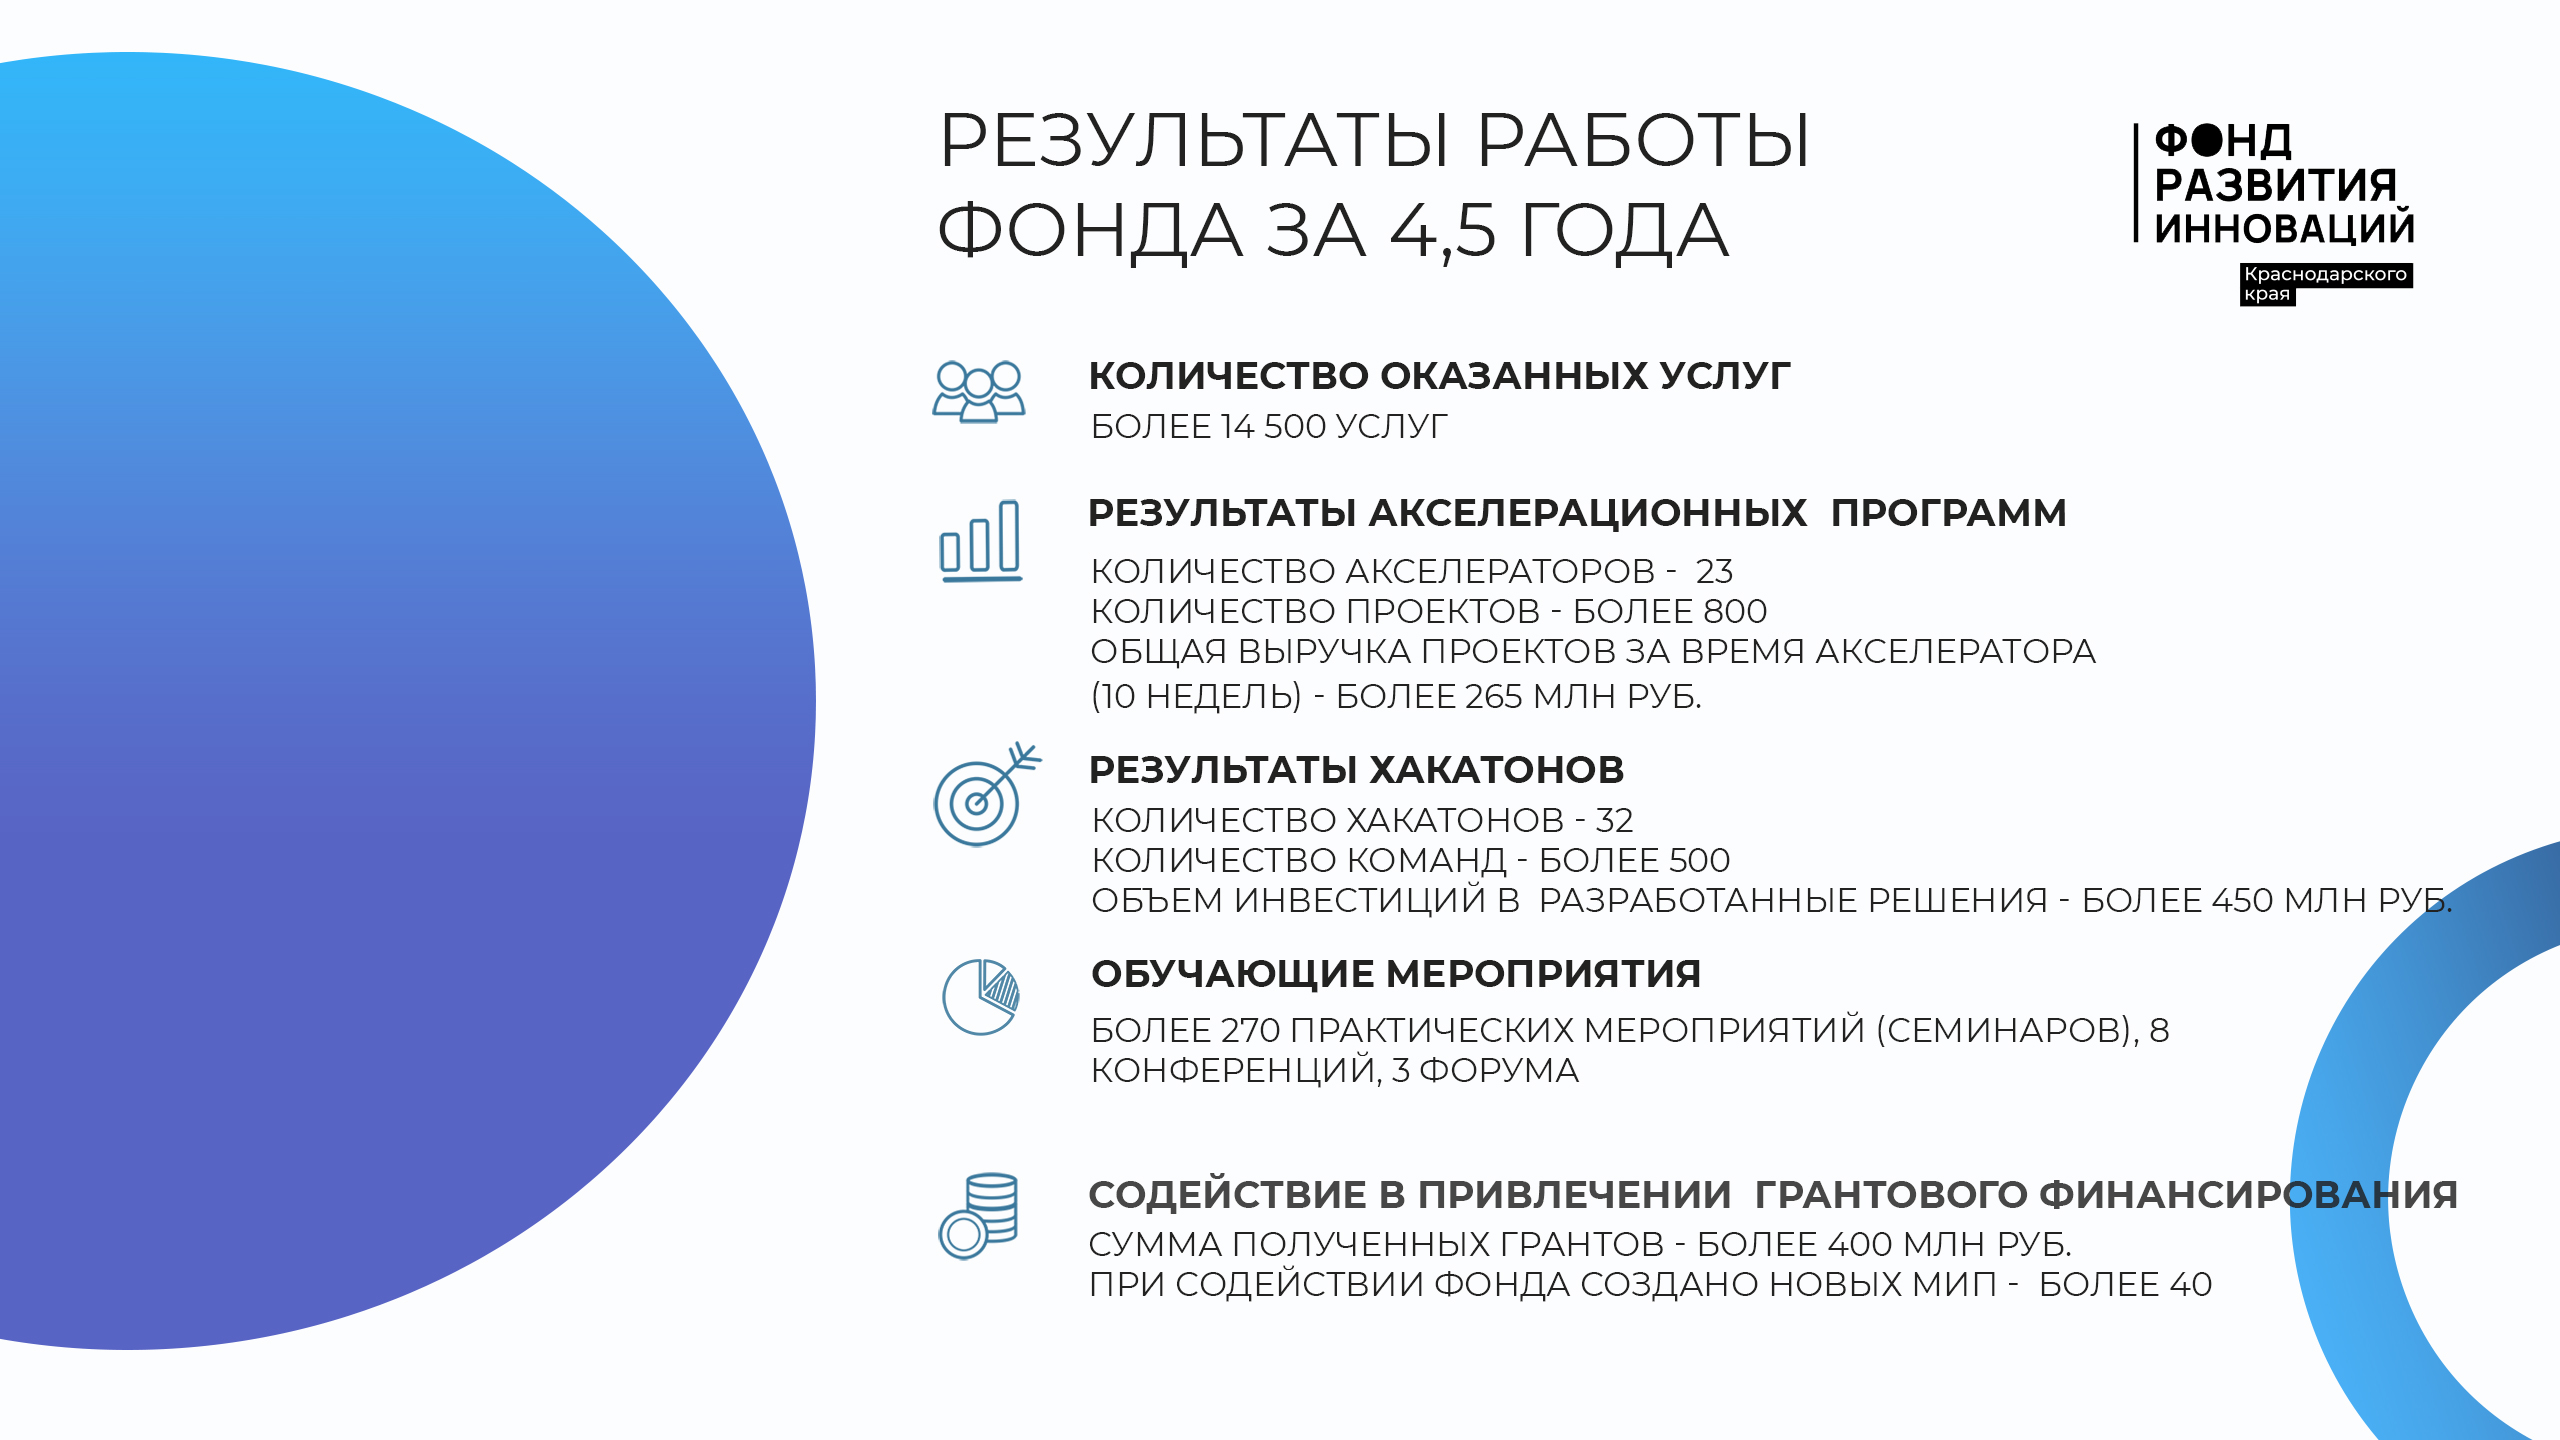 РЕЗУЛЬТАТЫ РАБОТЫ
ФОНДА ЗА 4,5 ГОДА
ФОНД
РАЗВИТИЯ
ИННОВАЦИЙ
Краснодарского
края
КОЛИЧЕСТВО ОКАЗАННЫХ УСЛУГ
БОЛЕЕ 14 500 УСЛУГ
РЕЗУЛЬТАТЫ АКСЕЛЕРАЦИОННЫХ ПРОГРАММ
КОЛИЧЕСТВО АКСЕЛЕРАТОРОВ - 23
КОЛИЧЕСТВО ПРОЕКТОВ - БОЛЕЕ 800
ОБЩАЯ ВЫРУЧКА ПРОЕКТОВ ЗА ВРЕМЯ АКСЕЛЕРАТОРА
(10 НЕДЕЛЬ) - БОЛЕЕ 265 МЛН РУБ.
РЕЗУЛЬТАТЫ ХАКАТОНОВ
КОЛИЧЕСТВО ХАКАТОНОВ - 32
КОЛИЧЕСТВО КОМАНД - БОЛЕЕ 500
ОБЪЕМ ИНВЕСТИЦИЙ В РАЗРАБОТАННЫЕ РЕШЕНИЯ - БОЛЕЕ 450 МЛН РУБ.
ОБУЧАЮЩИЕ МЕРОПРИЯТИЯ
БОЛЕЕ 270 ПРАКТИЧЕСКИХ МЕРОПРИЯТИЙ (СЕМИНАРОВ), 8
КОНФЕРЕНЦИЙ, 3 ФОРУМА
СОДЕЙСТВИЕ В ПРИВЛЕЧЕНИИ ГРАНТОВОГО ФИНАНСИРОВАНИЯ
СУММА ПОЛУЧЕННЫХ ГРАНТОВ - БОЛЕЕ 400 МЛН РУБ.
ПРИ СОДЕЙСТВИИ ФОНДА СОЗДАНО НОВЫХ МИП - БОЛЕЕ 40